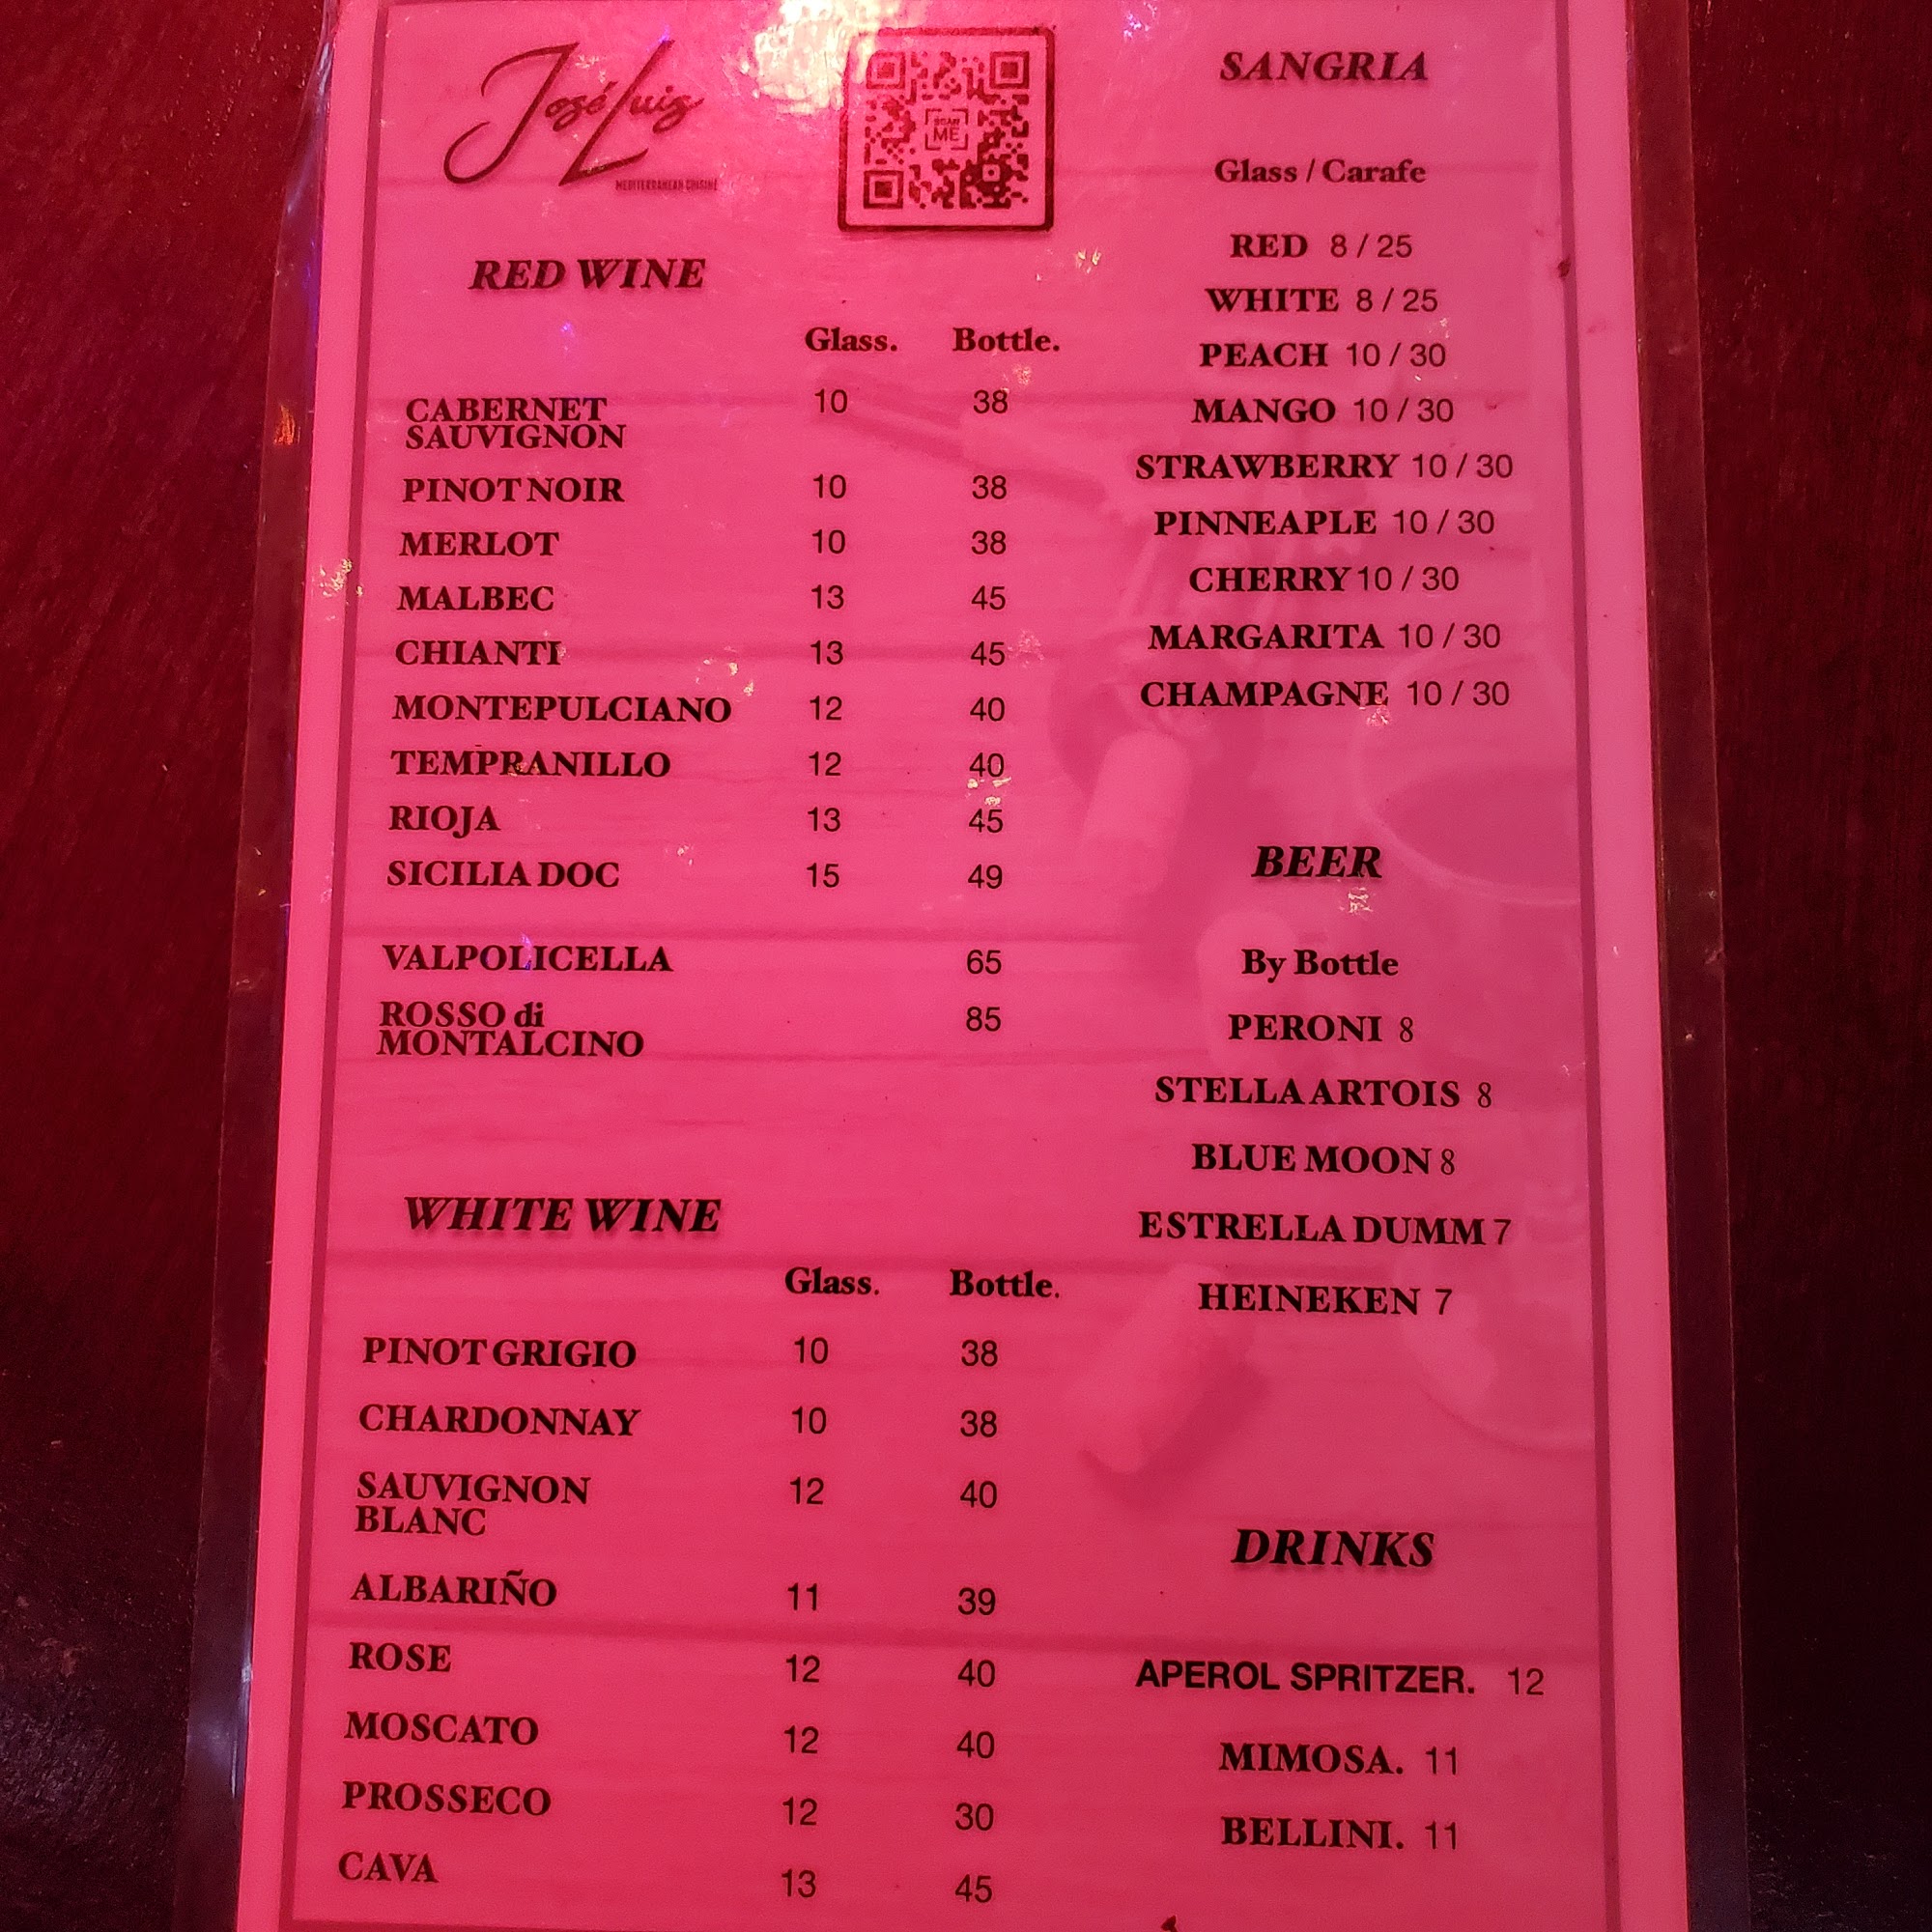 José Luis
MEDITERRANEAN CUISINE
SCAN
ME
RED WINE
Glass. Bottle.
CABERNET 10 38
SAUVIGNON
PINOT NOIR 10 38
MERLOT 10 38
MALBEC 13 45
CHIANTI 13 45
MONTEPULCIANO 12 40
TEMPRANILLO 12 40
RIOJA 13 45
SICILIA DOC 15 49
VALPOLICELLA 65
ROSSO di 85
MONTALCINO
WHITE WINE
Glass. Bottle.
PINOT GRIGIO 10 38
CHARDONNAY 10 38
SAUVIGNON 12 40
BLANC
ALBARIÑO 11 39
ROSE 12 40
MOSCATO 12 40
PROSSECO 12 30
CAVA 13 45
SANGRIA
Glass / Carafe
RED 8 / 25
WHITE 8 / 25
PEACH 10 / 30
MANGO 10 / 30
STRAWBERRY 10 / 30
PINNEAPLE 10 / 30
CHERRY 10 / 30
MARGARITA 10 / 30
CHAMPAGNE 10 / 30
BEER
By Bottle
PERONI 8
STELLA ARTOIS 8
BLUE MOON 8
ESTRELLA DUMM 7
HEINEKEN 7
DRINKS
APEROL SPRITZER. 12
MIMOSA. 11
BELLINI. 11